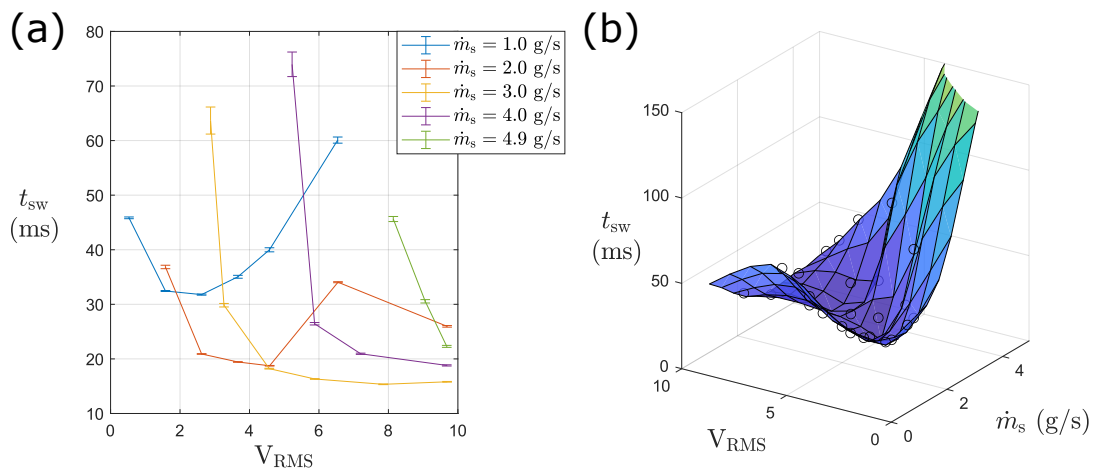 (a)
80
70
60
50
40
30
20
10
t_sw
(ms)
0 2 4 6 8 10
V_RMS
ṁ_s = 1.0 g/s
ṁ_s = 2.0 g/s
ṁ_s = 3.0 g/s
ṁ_s = 4.0 g/s
ṁ_s = 4.9 g/s
(b)
150
100
50
0
t_sw
(ms)
10 5 0
V_RMS
0 2 4
ṁ_s (g/s)